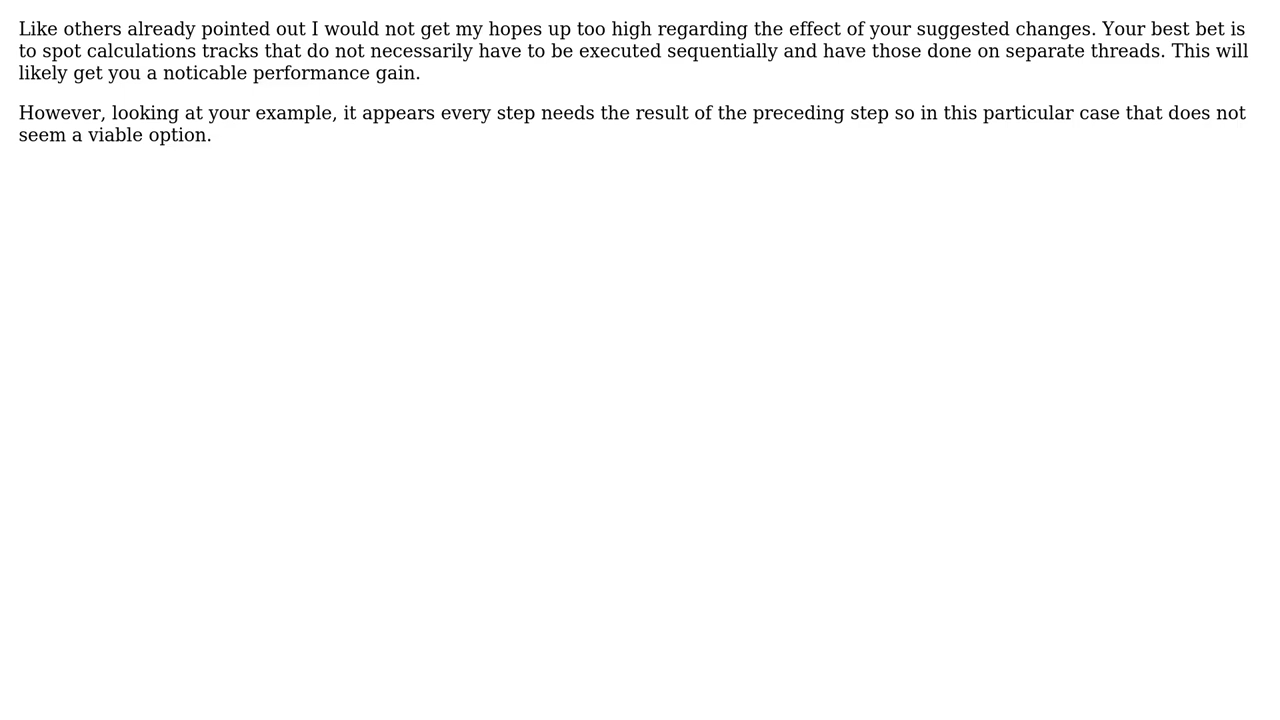 Like others already pointed out I would not get my hopes up too high regarding the effect of your suggested changes. Your best bet is
to spot calculations tracks that do not necessarily have to be executed sequentially and have those done on separate threads. This will
likely get you a noticable performance gain.
However, looking at your example, it appears every step needs the result of the preceding step so in this particular case that does not
seem a viable option.